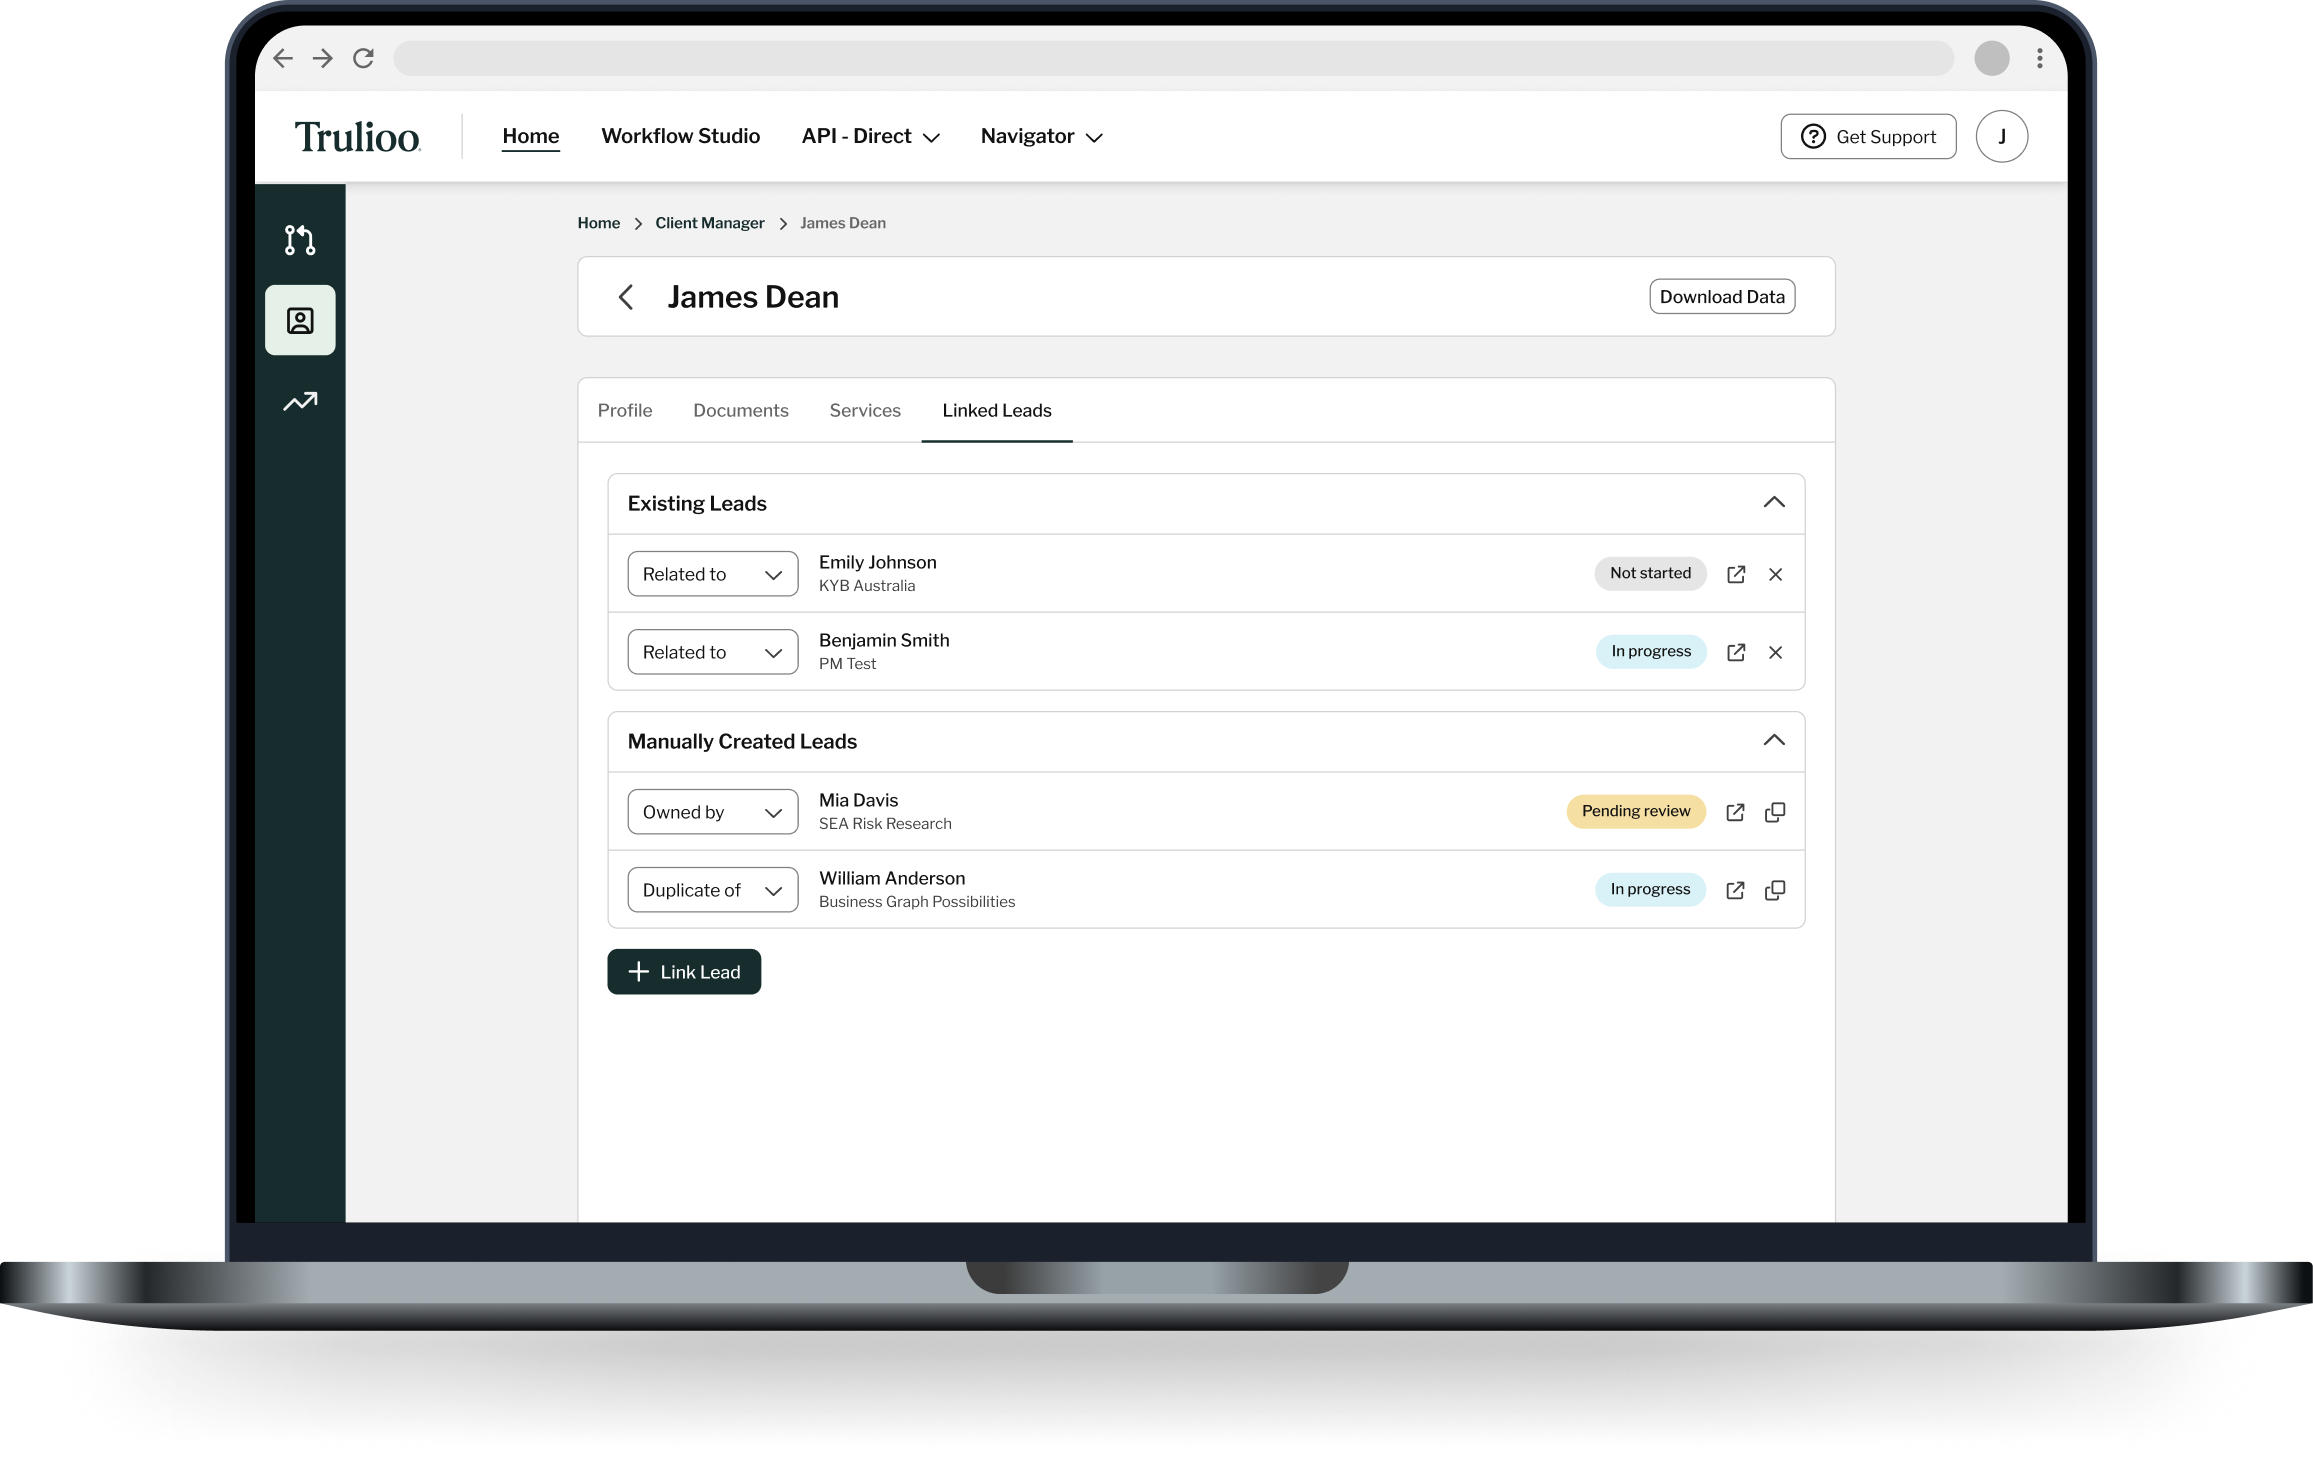 Trulioo
Home
Workflow Studio
API - Direct
Navigator
Get Support
J
Home > Client Manager > James Dean
James Dean
Download Data
Profile
Documents
Services
Linked Leads
Existing Leads
Related to
Emily Johnson
KYB Australia
Not started
Related to
Benjamin Smith
PM Test
In progress
Manually Created Leads
Owned by
Mia Davis
SEA Risk Research
Pending review
Duplicate of
William Anderson
Business Graph Possibilities
In progress
Link Lead